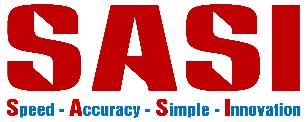 SASI
Speed - Accuracy - Simple - Innovation